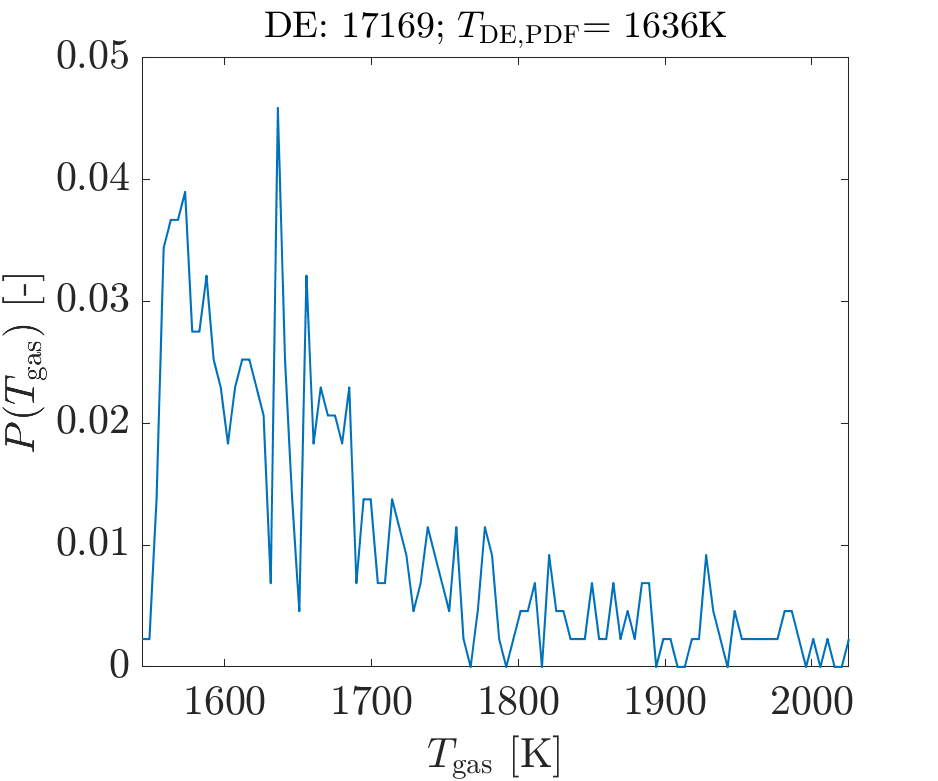 DE: 17169; T_DE,PDF= 1636K
0.05
0.04
0.03
0.02
0.01
0
P(T_gas) [-]
1600 1700 1800 1900 2000
T_gas [K]